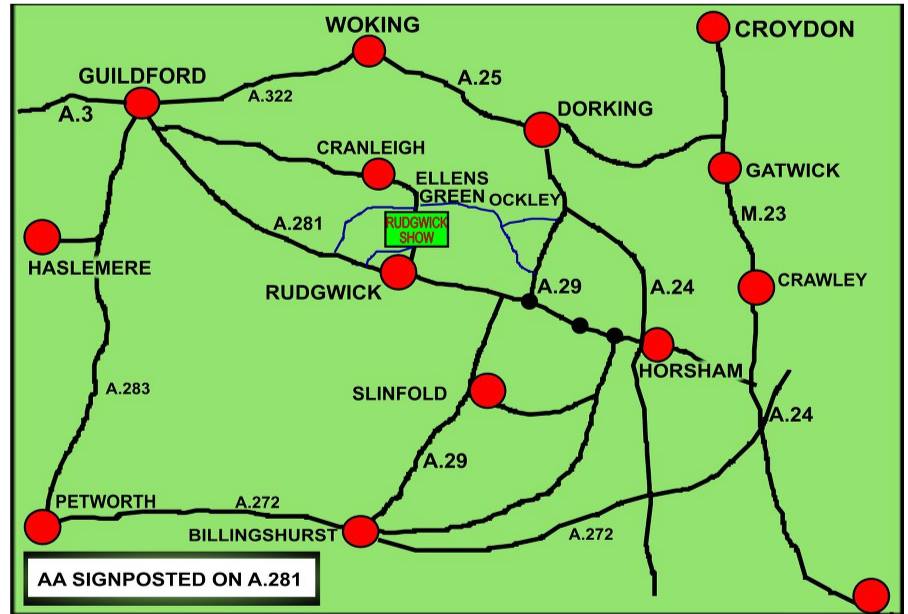 WOKING
CROYDON
GUILDFORD
A.25
A.322
A.3
DORKING
CRANLEIGH
GATWICK
ELLENS
GREEN
OCKLEY
M.23
A.281
RUDGWICK
SHOW
HASLEMERE
RUDGWICK
A.29
A.24
CRAWLEY
HORSHAM
A.283
SLINFOLD
A.24
A.29
PETWORTH
A.272
BILLINGSHURST
A.272
AA SIGNPOSTED ON A.281